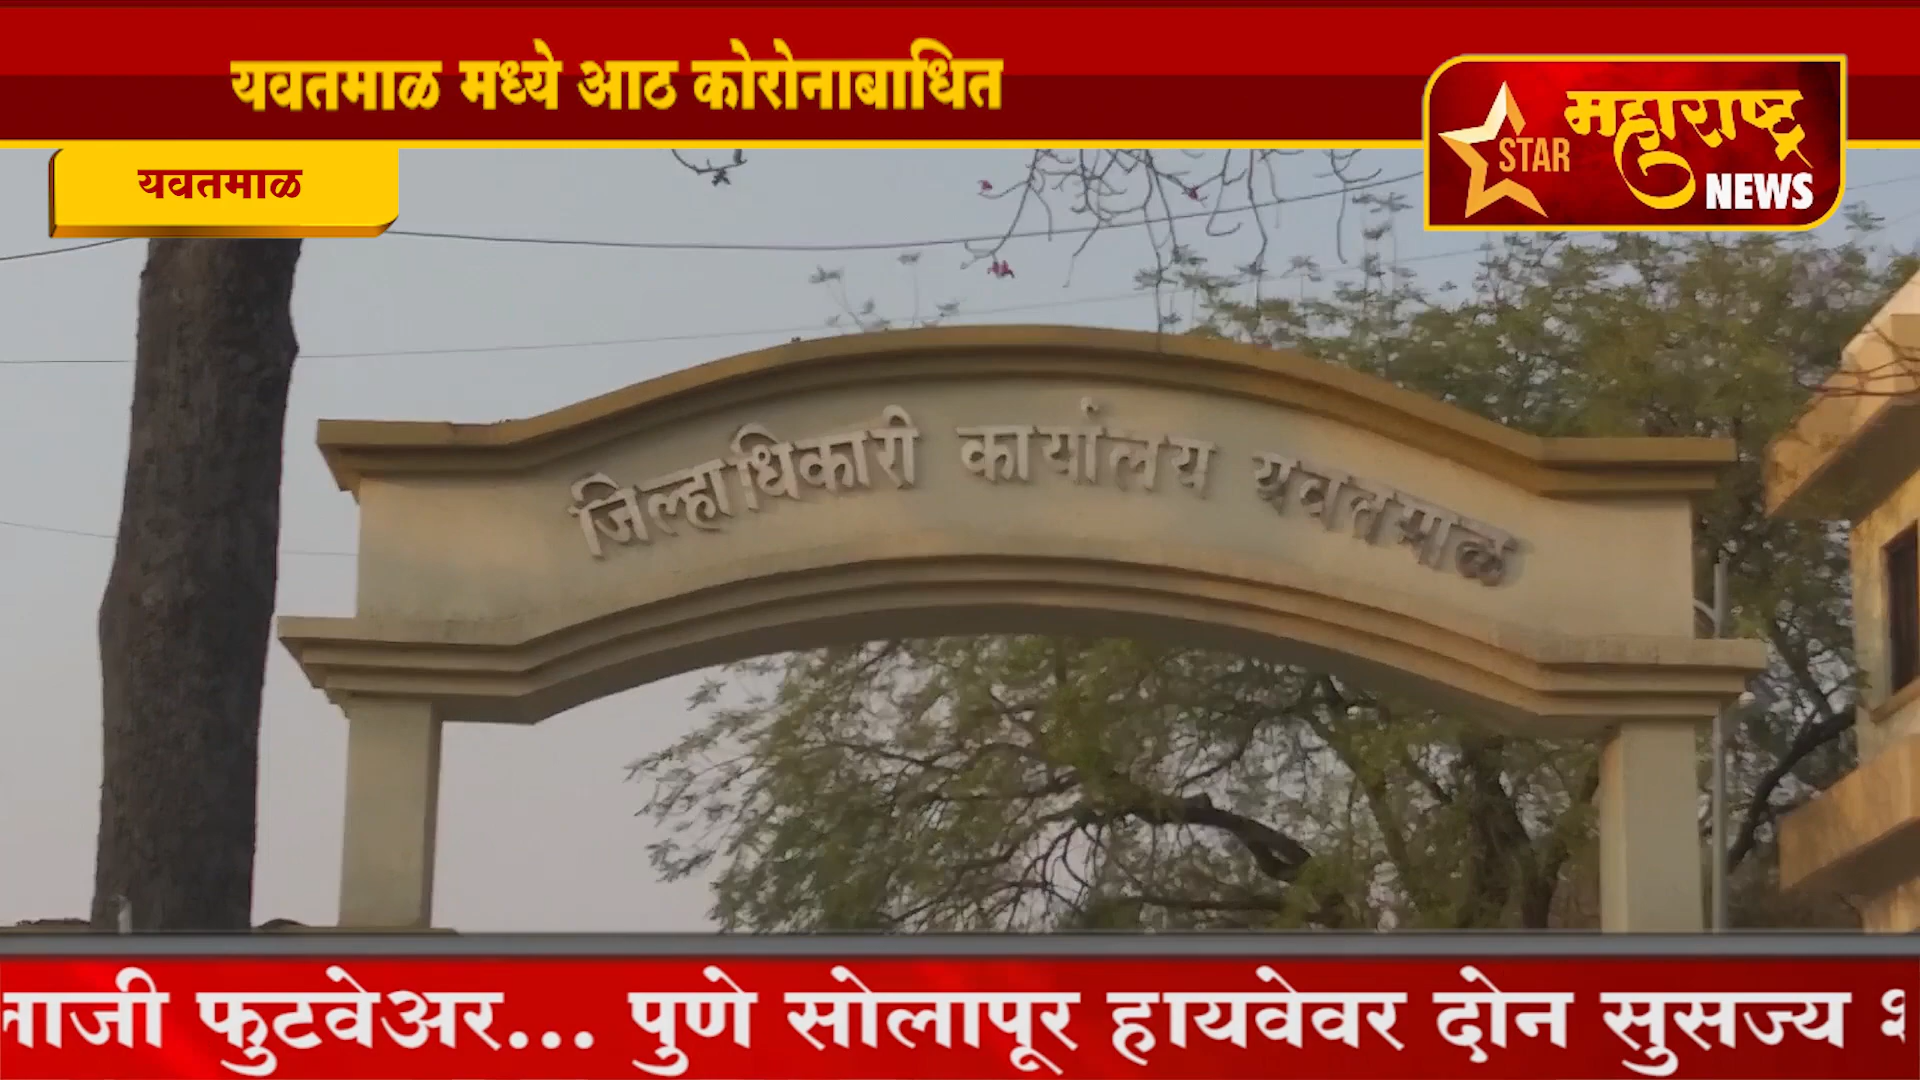 यवतमाळ मध्ये आठ कोरोनाबाधित
STAR महाराष्ट्र NEWS
यवतमाळ
जिल्हाधिकारी कार्यालय यवतमाळ
फुटवेअर... पुणे सोलापूर हायवेवर दोन सुसज्य